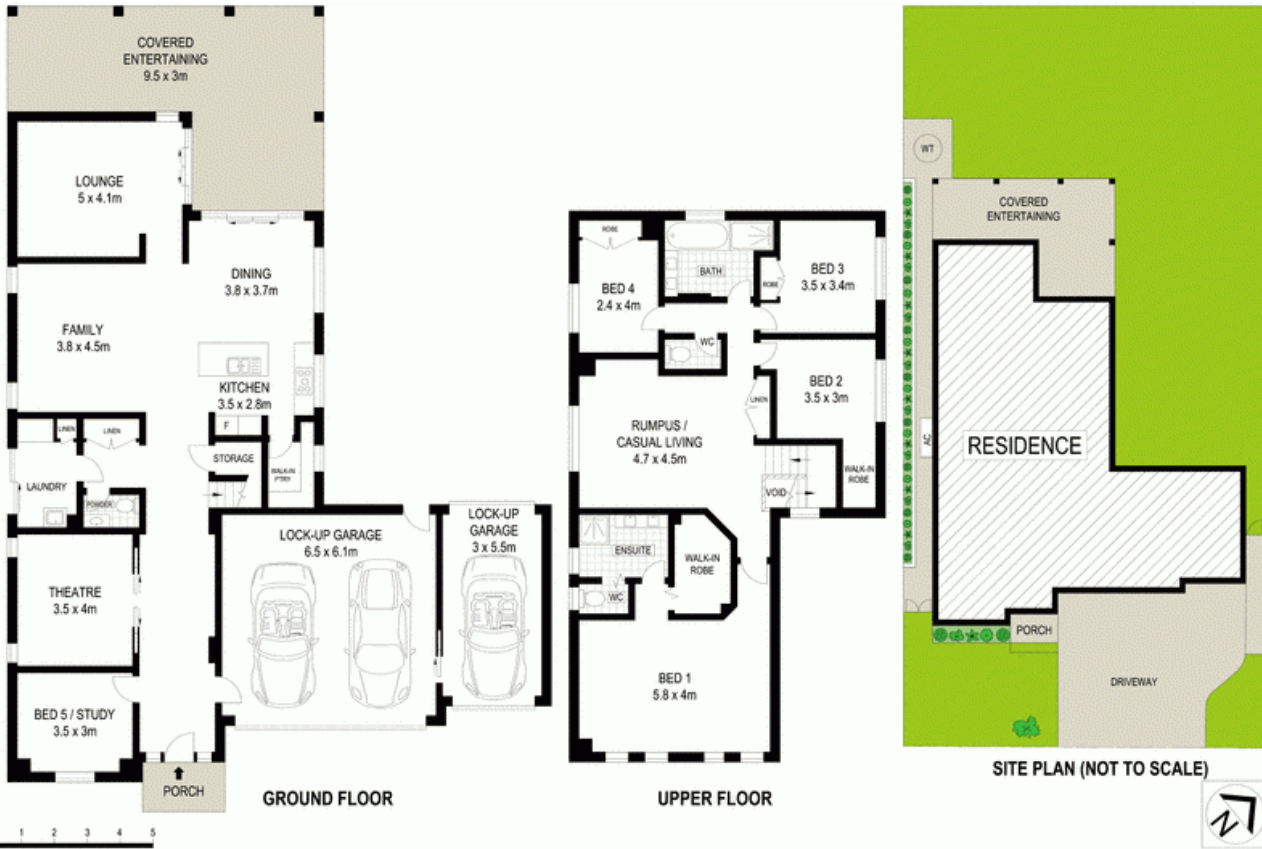 COVERED
ENTERTAINING
9.5 x 3m
LOUNGE
5 x 4.1m
DINING
3.8 x 3.7m
FAMILY
3.8 x 4.5m
KITCHEN
3.5 x 2.8m
F
LINEN
LINEN
STORAGE
WALK-IN
PTRY
LAUNDRY
POWDER
LOCK-UP GARAGE
6.5 x 6.1m
LOCK-UP
GARAGE
3 x 5.5m
THEATRE
3.5 x 4m
BED 5 / STUDY
3.5 x 3m
PORCH
GROUND FLOOR
1 2 3 4 5
ROBE
BATH
BED 3
3.5 x 3.4m
ROBE
BED 4
2.4 x 4m
WC
BED 2
3.5 x 3m
LINEN
RUMPUS /
CASUAL LIVING
4.7 x 4.5m
WALK-IN
ROBE
VOID
ENSUITE
WALK-IN
ROBE
WC
BED 1
5.8 x 4m
UPPER FLOOR
WT
COVERED
ENTERTAINING
AC
RESIDENCE
PORCH
DRIVEWAY
SITE PLAN (NOT TO SCALE)
N